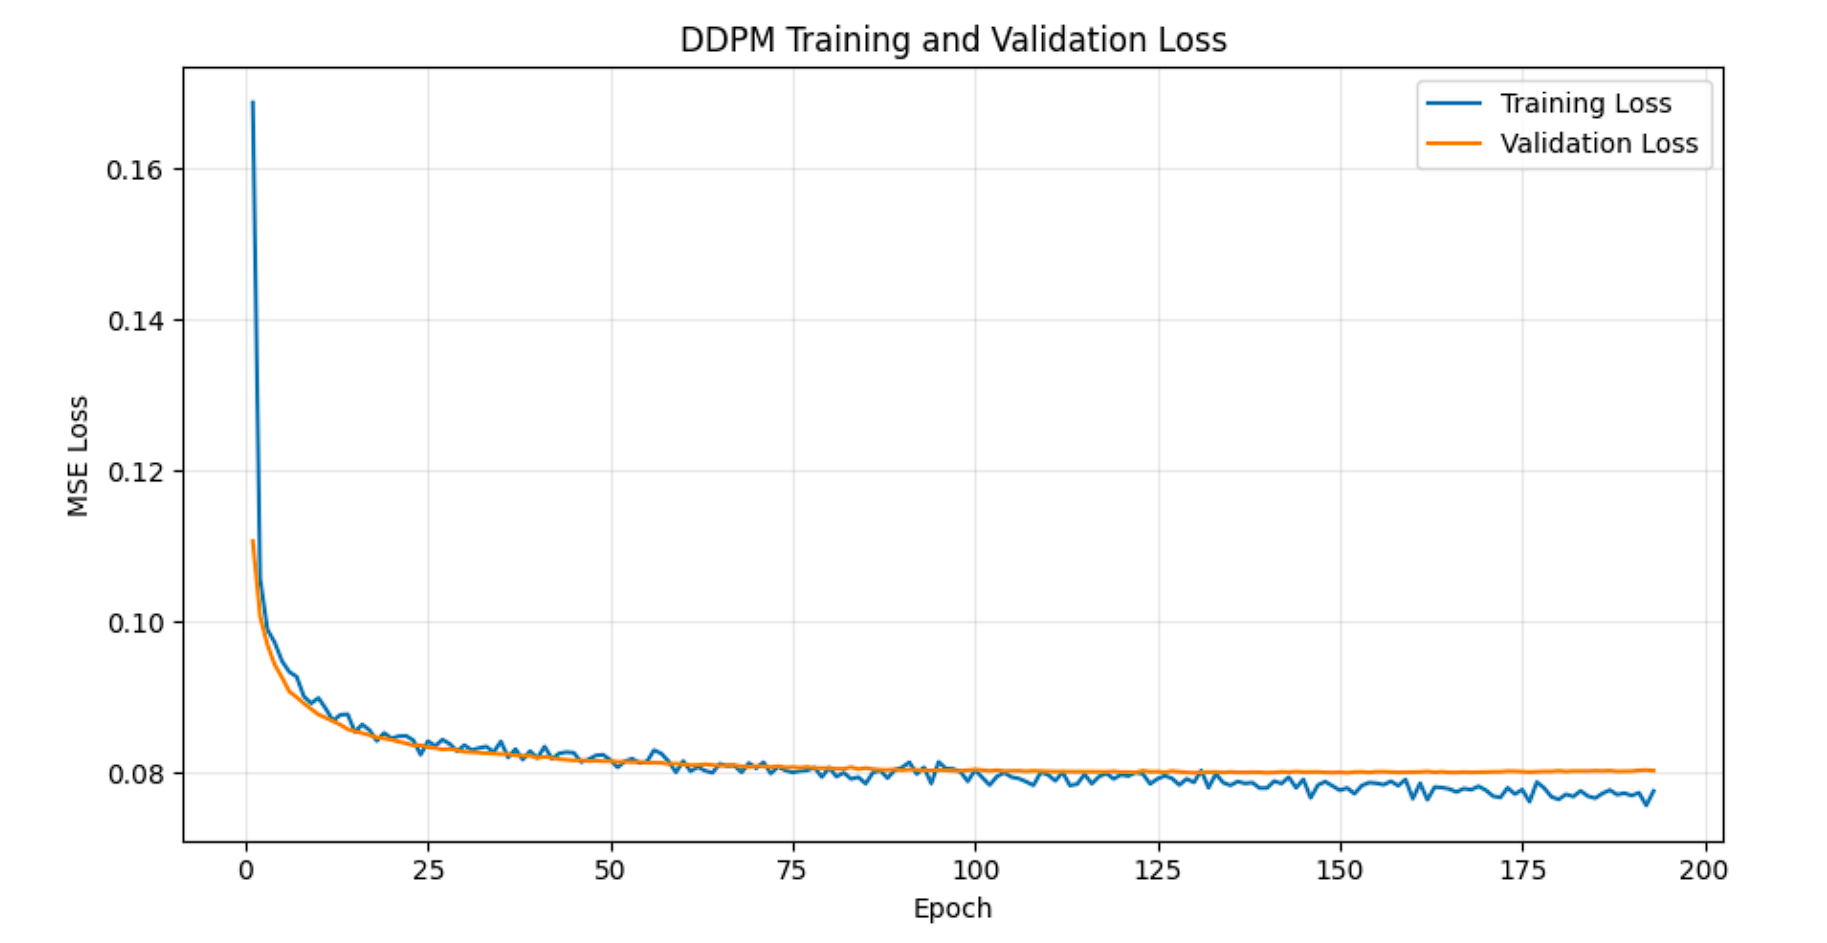 DDPM Training and Validation Loss
Training Loss
Validation Loss
0.16
0.14
0.12
0.10
0.08
MSE Loss
0 25 50 75 100 125 150 175 200
Epoch